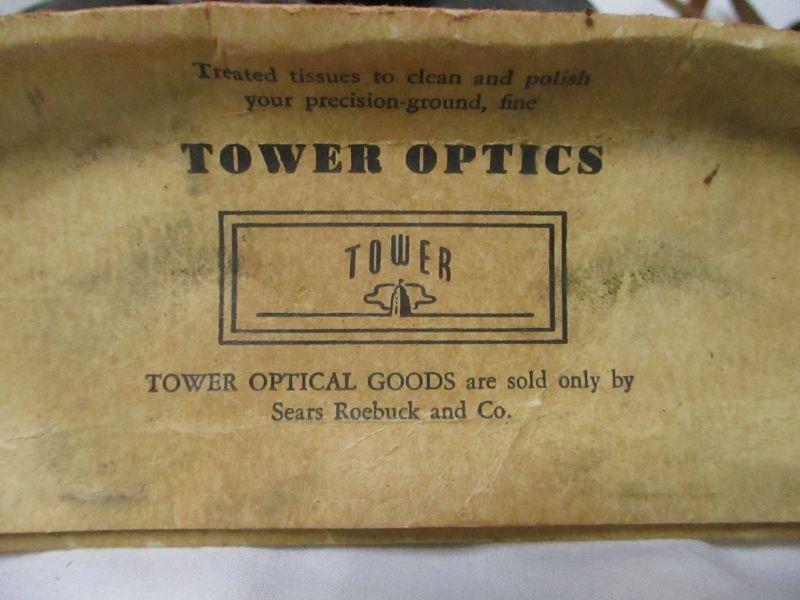 Treated tissues to clean and polish
your precision-ground, fine
TOWER OPTICS
TOWER
TOWER OPTICAL GOODS are sold only by
Sears Roebuck and Co.